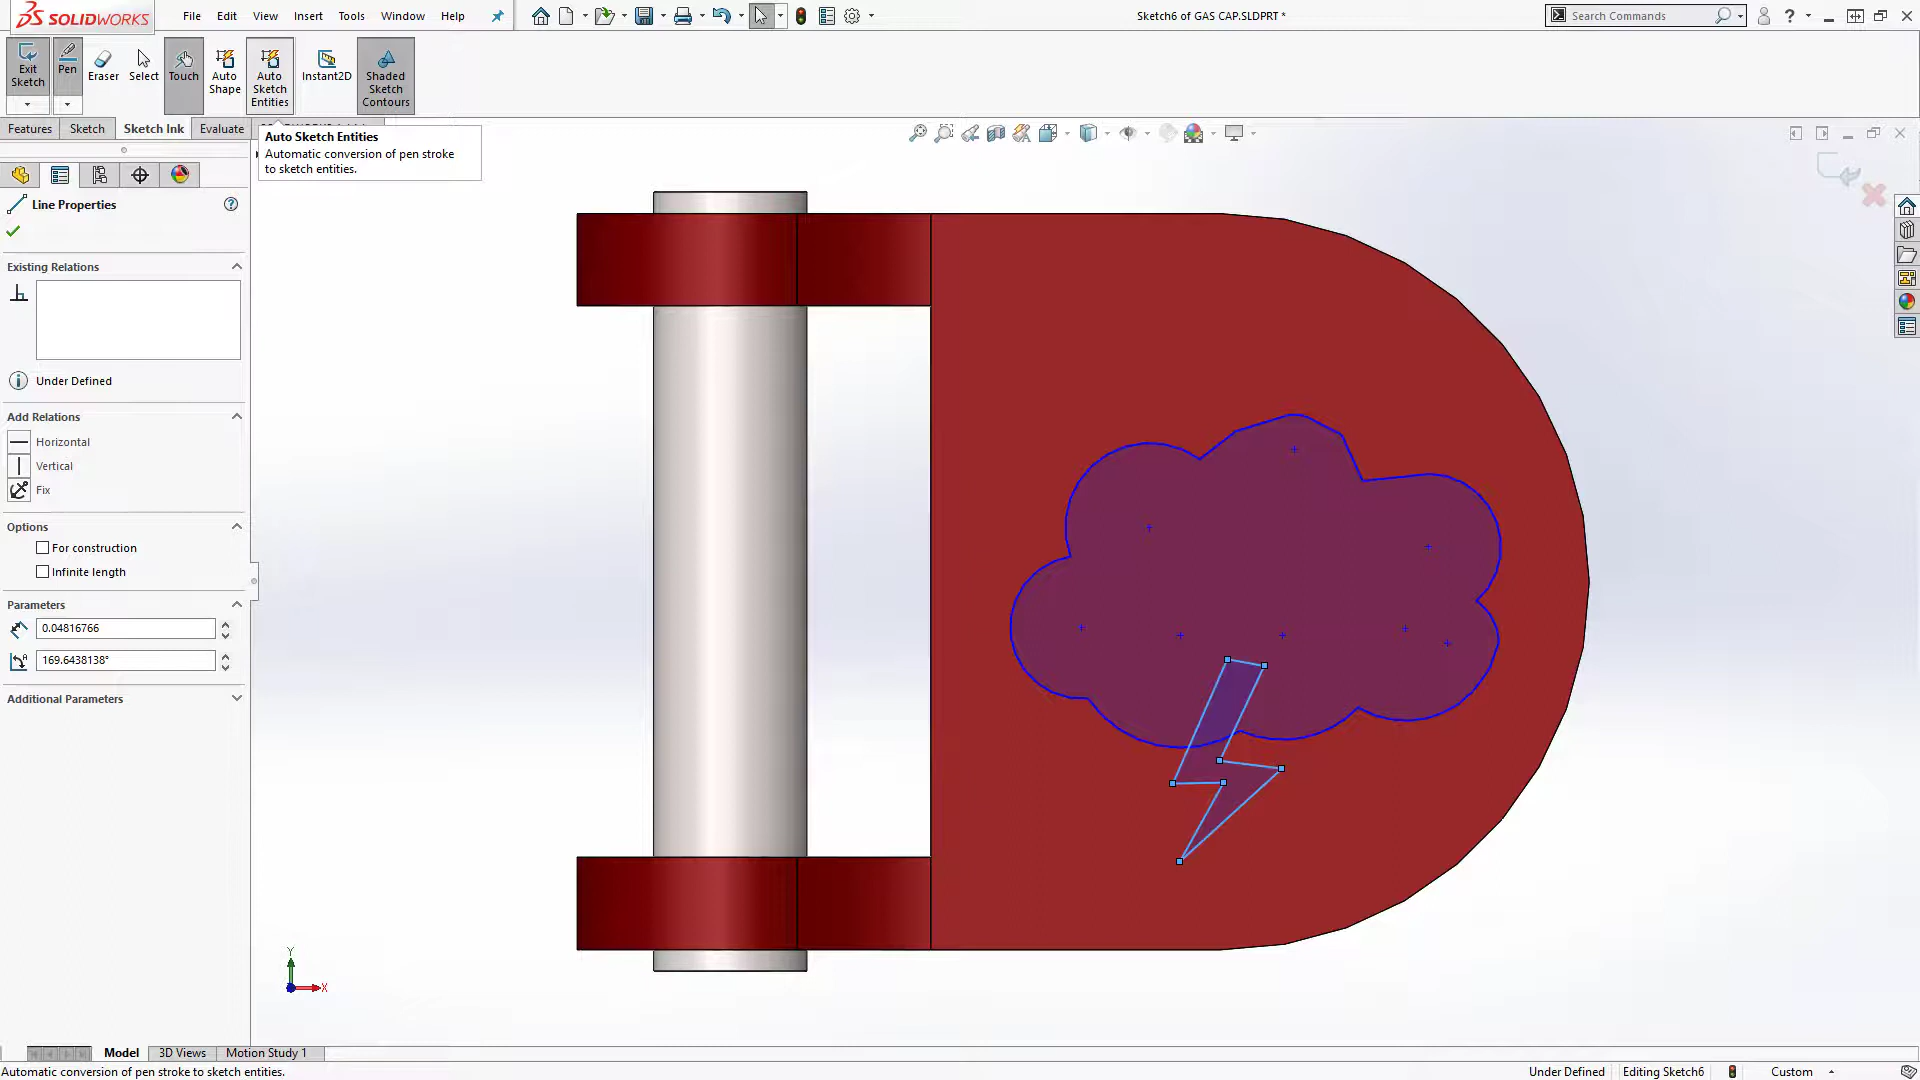 SOLIDWORKS File Edit View Insert Tools Window Help Sketch6 of GAS CAP.SLDPRT * Search Commands ?
Exit Sketch Pen Eraser Select Touch Auto Shape Auto Sketch Entities Instant2D Shaded Sketch Contours
Features Sketch Sketch Ink Evaluate
Auto Sketch Entities
Automatic conversion of pen stroke
to sketch entities.
Line Properties ?
Existing Relations
Under Defined
Add Relations
Horizontal
Vertical
Fix
Options
For construction
Infinite length
Parameters
0.04816766
169.6438138°
Additional Parameters
Y
X
Model 3D Views Motion Study 1
Automatic conversion of pen stroke to sketch entities. Under Defined Editing Sketch6 Custom